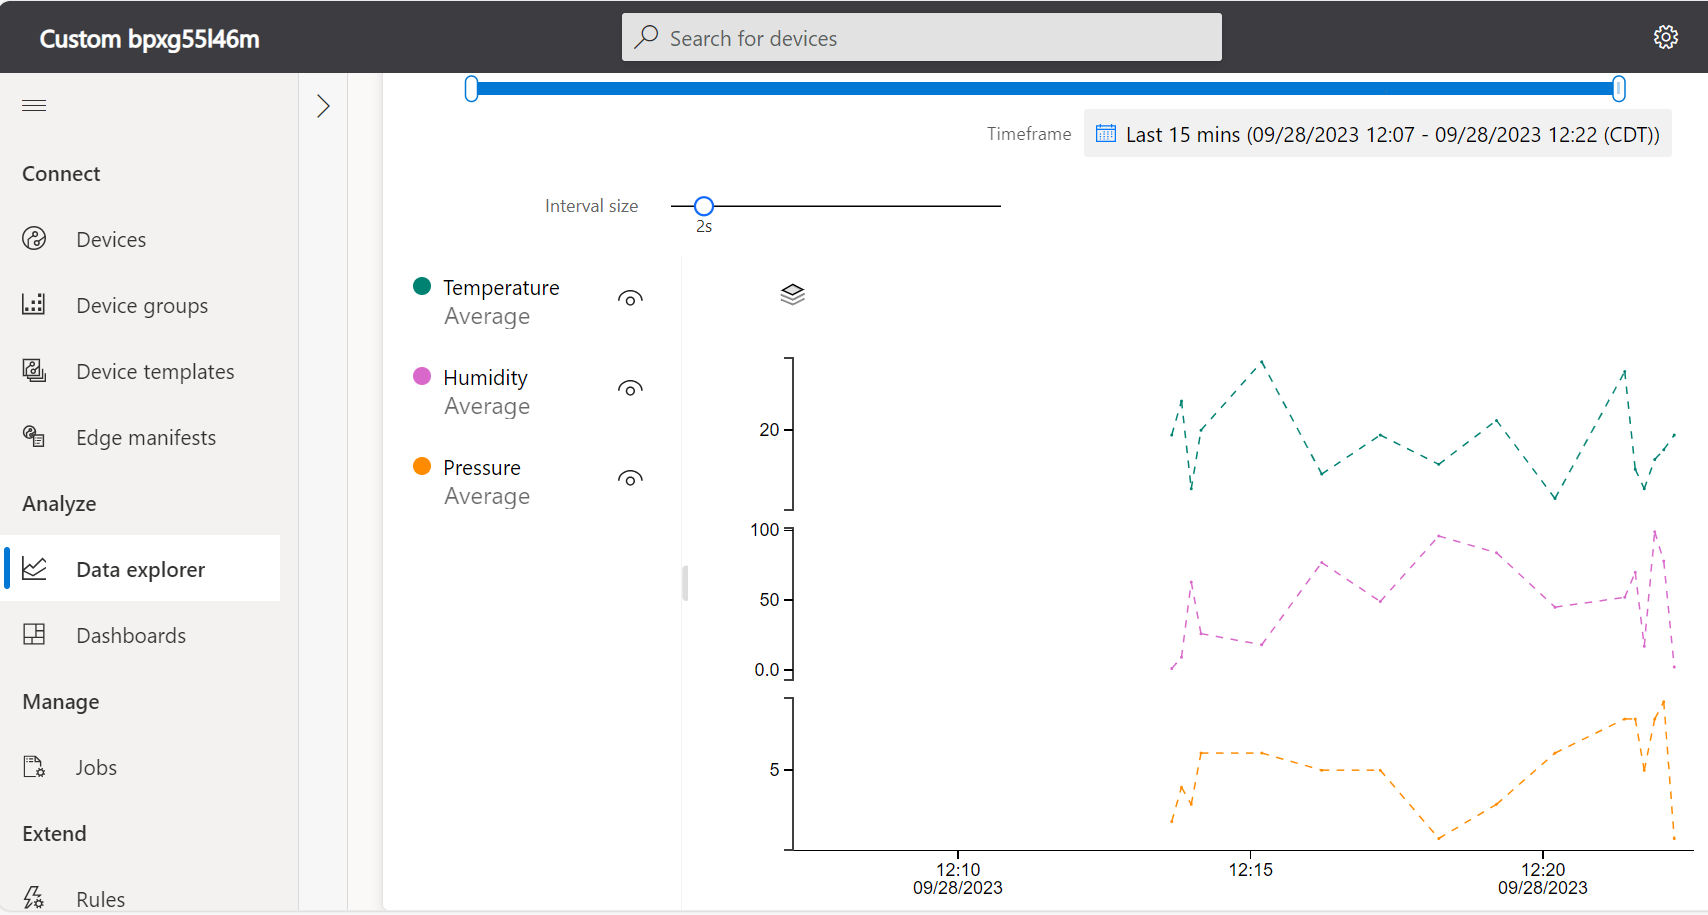 Custom bpxg55l46m
Search for devices
Connect
Devices
Device groups
Device templates
Edge manifests
Analyze
Data explorer
Dashboards
Manage
Jobs
Extend
Rules
Timeframe
Last 15 mins (09/28/2023 12:07 - 09/28/2023 12:22 (CDT))
Interval size
2s
Temperature
Average
Humidity
Average
Pressure
Average
20
100
50
0.0
5
12:10
09/28/2023
12:15
12:20
09/28/2023